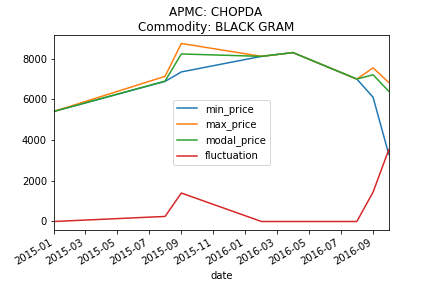 APMC: CHOPDA
Commodity: BLACK GRAM
8000
6000
4000
2000
0
min_price
max_price
modal_price
fluctuation
2015-01
2015-03
2015-05
2015-07
2015-09
2015-11
2016-01
2016-03
2016-05
2016-07
2016-09
date